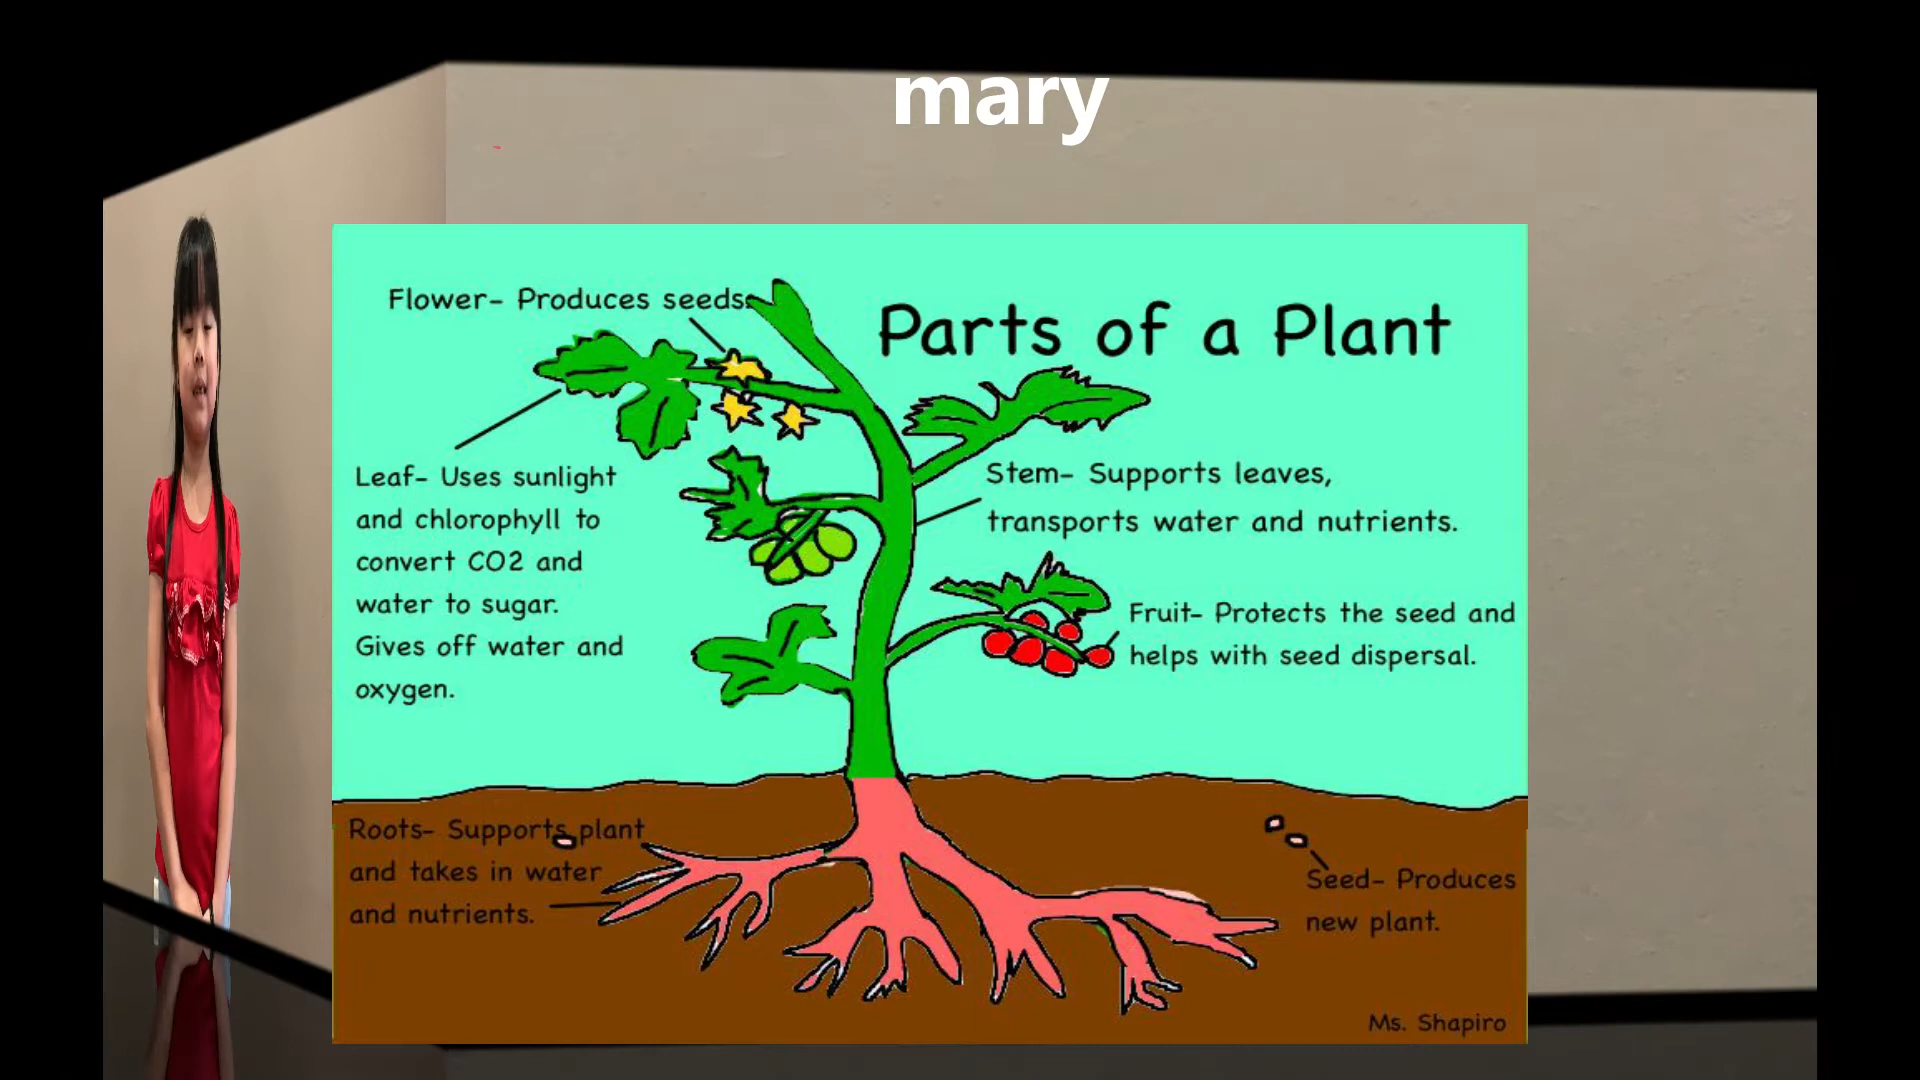 mary
Flower- Produces seeds.
Parts of a Plant
Leaf- Uses sunlight
and chlorophyll to
convert CO2 and
water to sugar.
Gives off water and
oxygen.
Stem- Supports leaves,
transports water and nutrients.
Fruit- Protects the seed and
helps with seed dispersal.
Roots- Supports plant
and takes in water
and nutrients.
Seed- Produces
new plant.
Ms. Shapiro